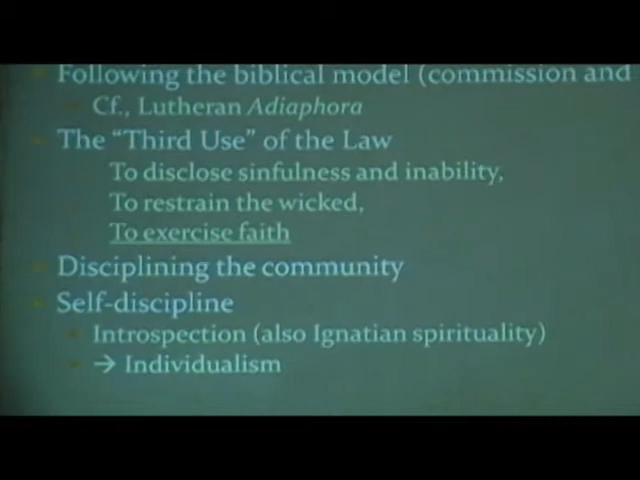 Following the biblical model (commission and
Cf., Lutheran Adiaphora
The “Third Use” of the Law
To disclose sinfulness and inability,
To restrain the wicked,
To exercise faith
Disciplining the community
Self-discipline
Introspection (also Ignatian spirituality)
→ Individualism